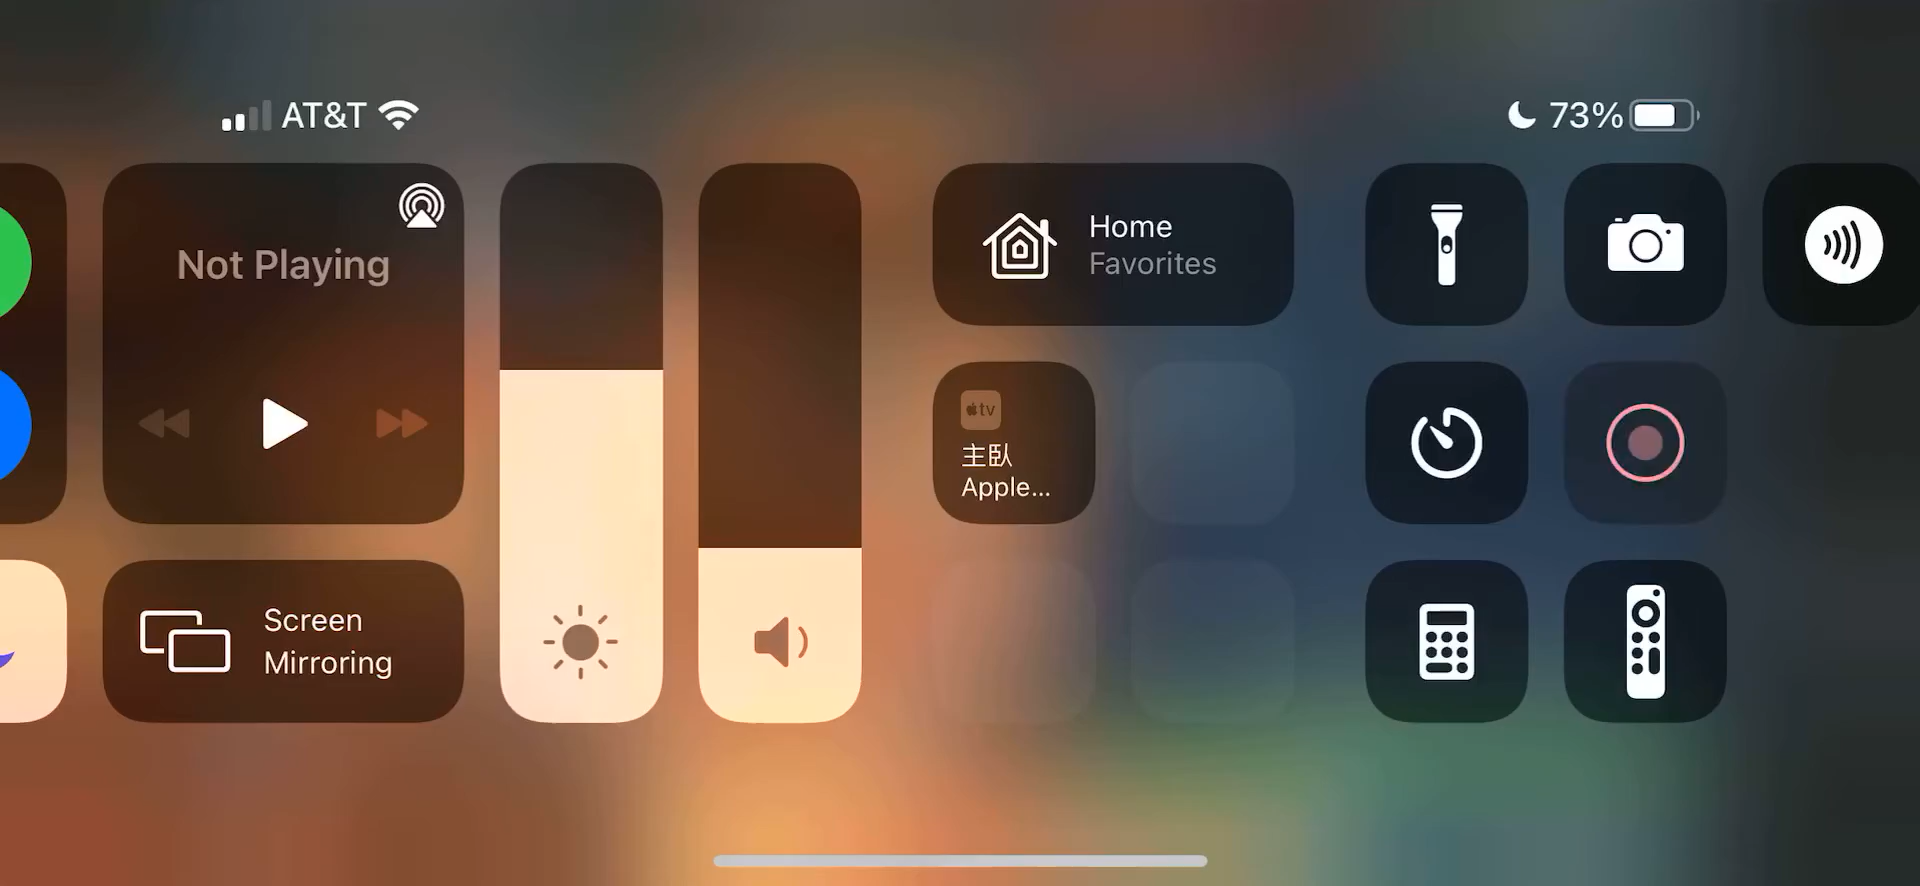 AT&T
73%
Not Playing
Screen
Mirroring
Home
Favorites
tv
主臥
Apple...